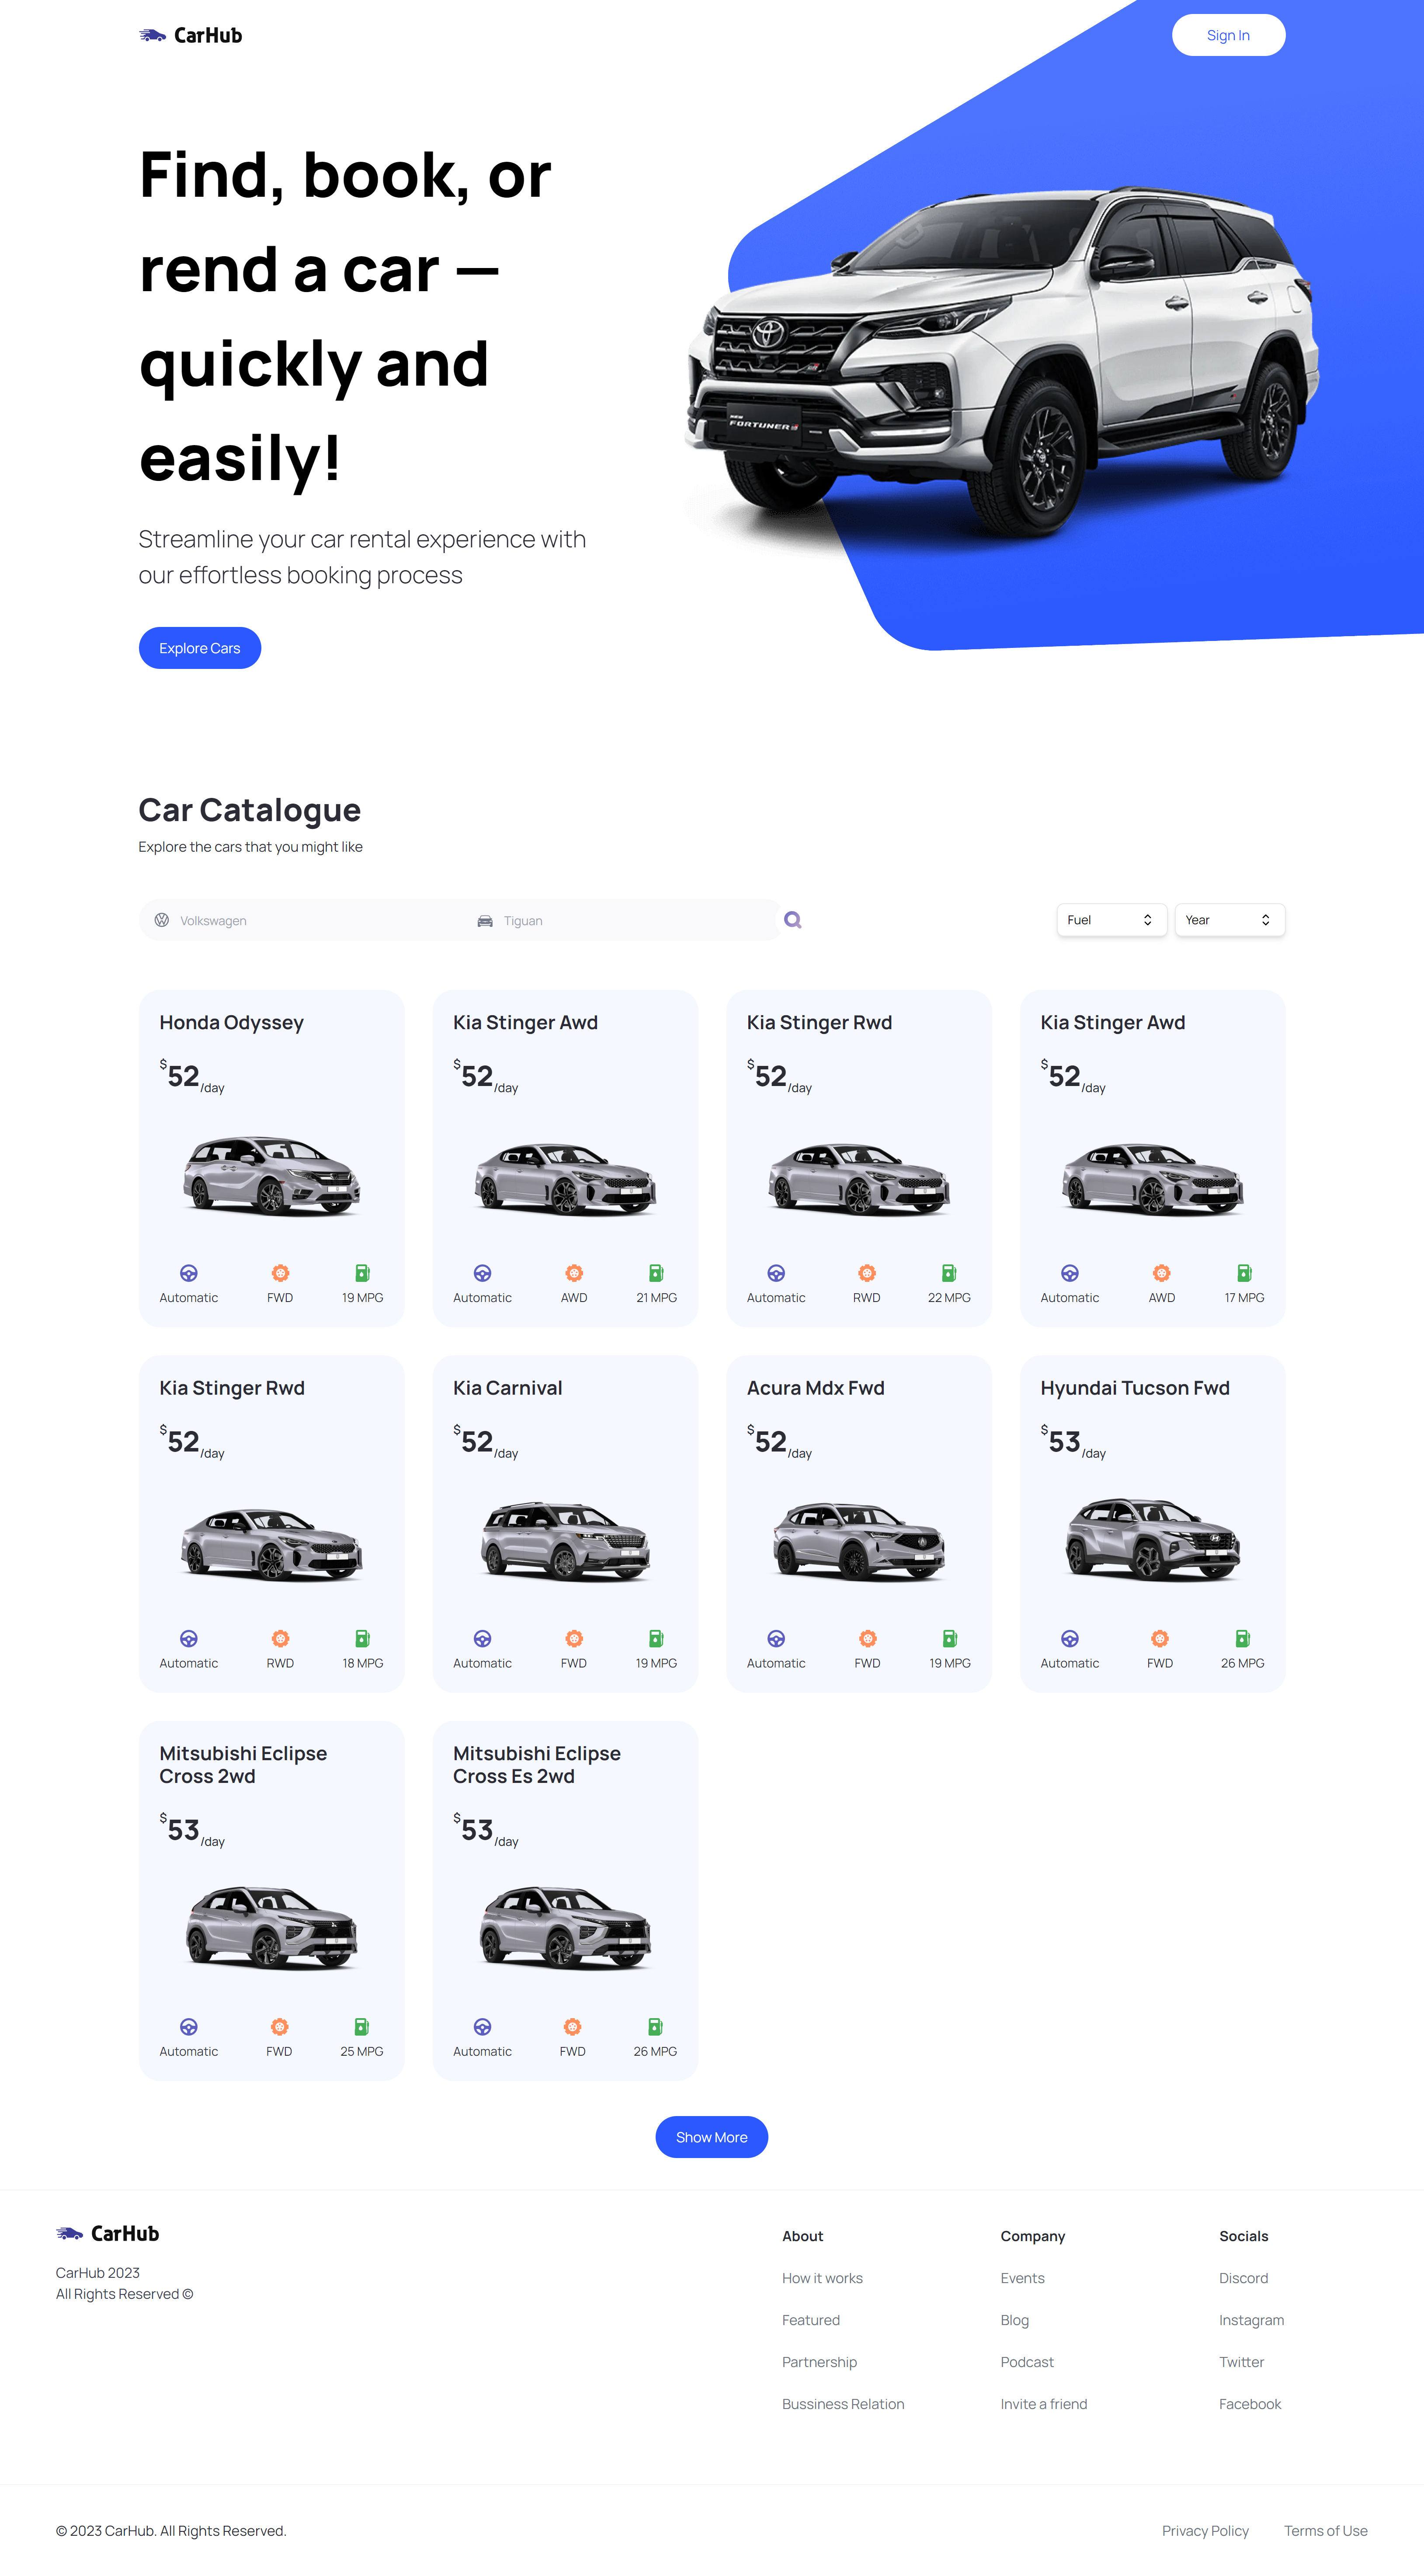 CarHub
Sign In
Find, book, or
rend a car —
quickly and
easily!
NEW
FORTUNER
Streamline your car rental experience with
our effortless booking process
Explore Cars
Car Catalogue
Explore the cars that you might like
Volkswagen Tiguan
Fuel Year
Honda Odyssey Kia Stinger Awd Kia Stinger Rwd Kia Stinger Awd
$52/day $52/day $52/day $52/day
Automatic FWD 19 MPG Automatic AWD 21 MPG Automatic RWD 22 MPG Automatic AWD 17 MPG
Kia Stinger Rwd Kia Carnival Acura Mdx Fwd Hyundai Tucson Fwd
$52/day $52/day $52/day $53/day
Automatic RWD 18 MPG Automatic FWD 19 MPG Automatic FWD 19 MPG Automatic FWD 26 MPG
Mitsubishi Eclipse Mitsubishi Eclipse
Cross 2wd Cross Es 2wd
$53/day $53/day
Automatic FWD 25 MPG Automatic FWD 26 MPG
Show More
CarHub
CarHub 2023
All Rights Reserved ©
About Company Socials
How it works Events Discord
Featured Blog Instagram
Partnership Podcast Twitter
Bussiness Relation Invite a friend Facebook
© 2023 CarHub. All Rights Reserved. Privacy Policy Terms of Use